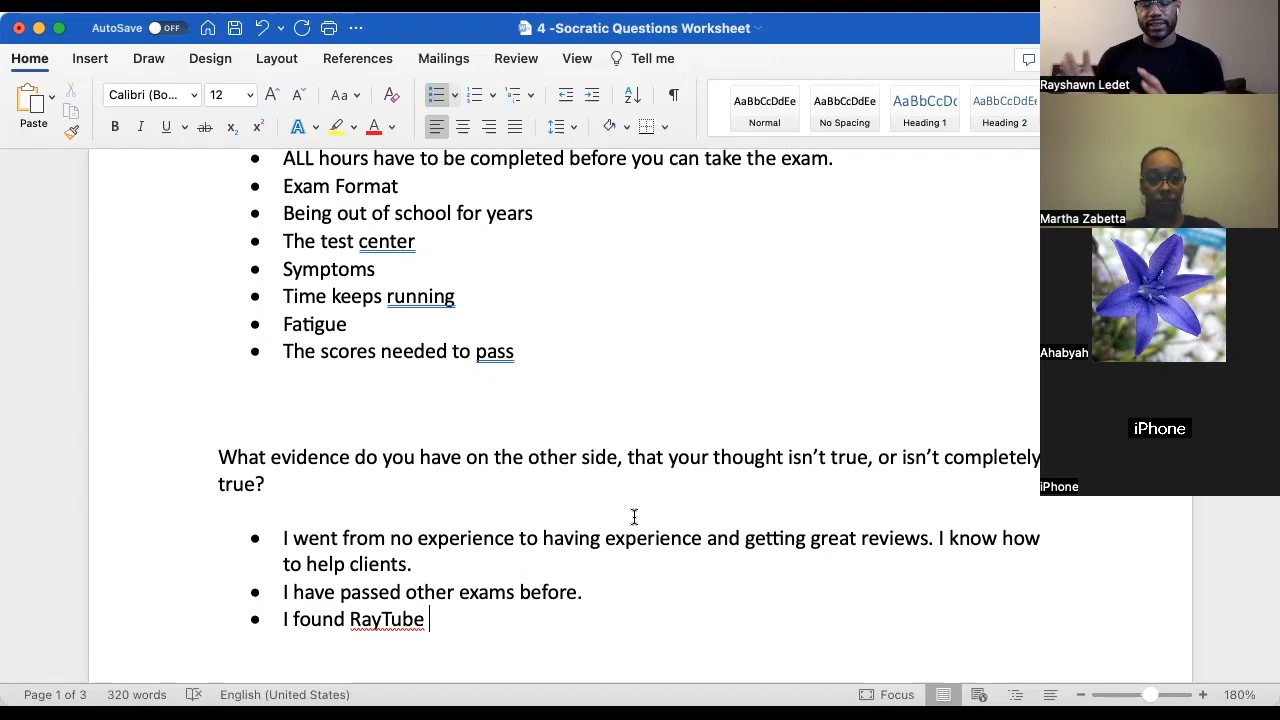 AutoSave OFF
4 -Socratic Questions Worksheet
Home Insert Draw Design Layout References Mailings Review View Tell me
Calibri (Bo... 12
Paste
AaBbCcDdEe AaBbCcDdEe AaBbCcDc AaBbCcDdEe
Normal No Spacing Heading 1 Heading 2
Rayshawn Ledet
Martha Zabetta
Ahabyah
iPhone
iPhone
ALL hours have to be completed before you can take the exam.
Exam Format
Being out of school for years
The test center
Symptoms
Time keeps running
Fatigue
The scores needed to pass
What evidence do you have on the other side, that your thought isn’t true, or isn’t completely
true?
I went from no experience to having experience and getting great reviews. I know how
to help clients.
I have passed other exams before.
I found RayTube
Page 1 of 3 320 words English (United States) Focus 180%